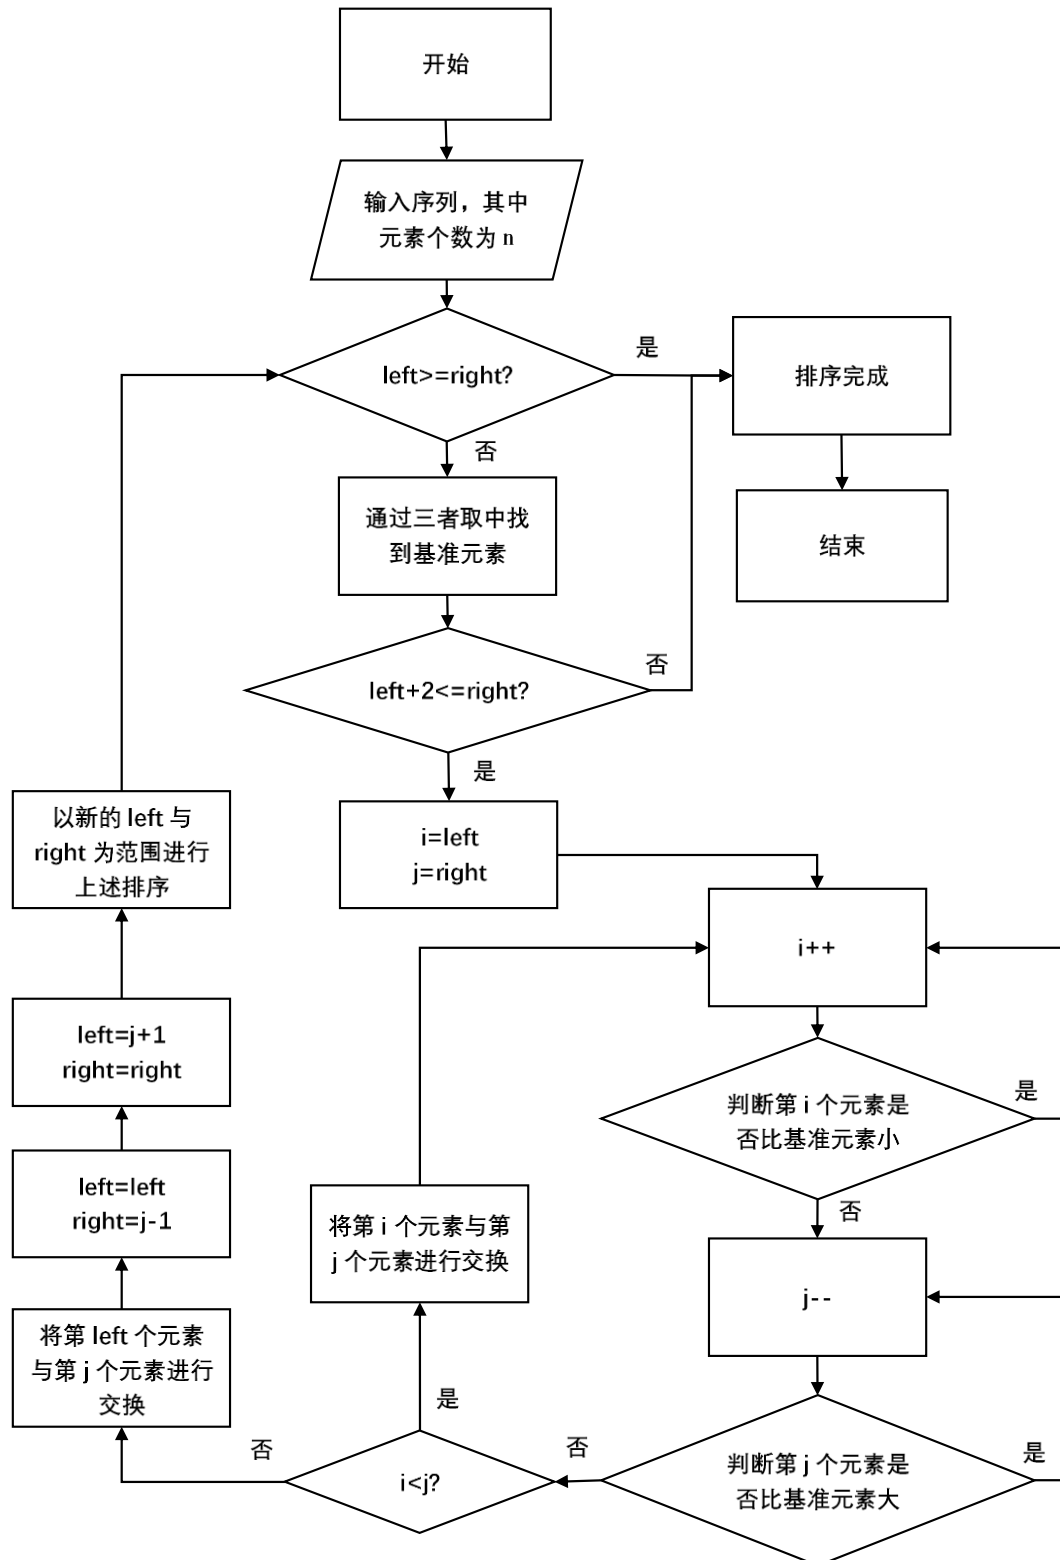 开始
输入序列，其中
元素个数为 n
left>=right?
是
排序完成
否
通过三者取中找
到基准元素
结束
left+2<=right?
否
是
以新的 left 与
right 为范围进行
上述排序
i=left
j=right
i++
left=j+1
right=right
判断第 i 个元素是
否比基准元素小
是
否
left=left
right=j-1
将第 i 个元素与第
j 个元素进行交换
j--
将第 left 个元素
与第 j 个元素进行
交换
是
否
i<j?
否
判断第 j 个元素是
否比基准元素大
是